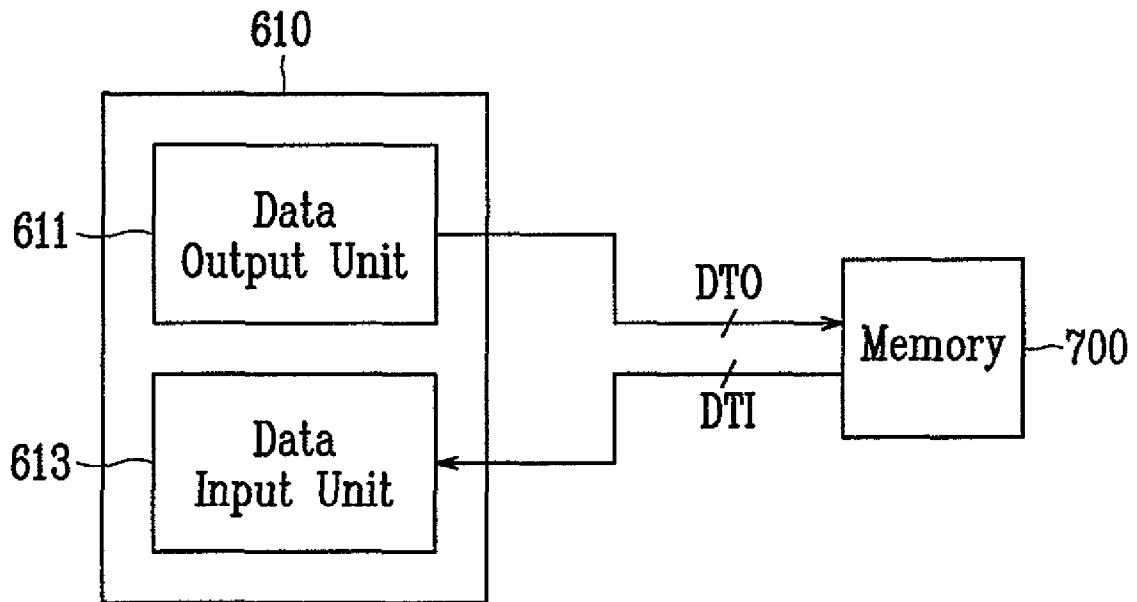 610
611
Data
Output Unit
DTO
Memory
700
DTI
613
Data
Input Unit